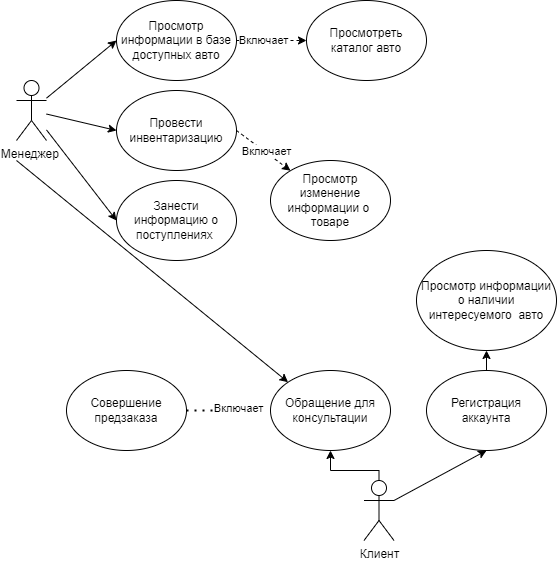 Просмотр
информации в базе
доступных авто
Включает
Просмотреть
каталог авто
Менеджер
Провести
инвентаризацию
Включает
Просмотр
изменение
информации о
товаре
Занести
информацию о
поступлениях
Просмотр информации
о наличии
интересуемого авто
Совершение
предзаказа
Включает
Обращение для
консультации
Регистрация
аккаунта
Клиент